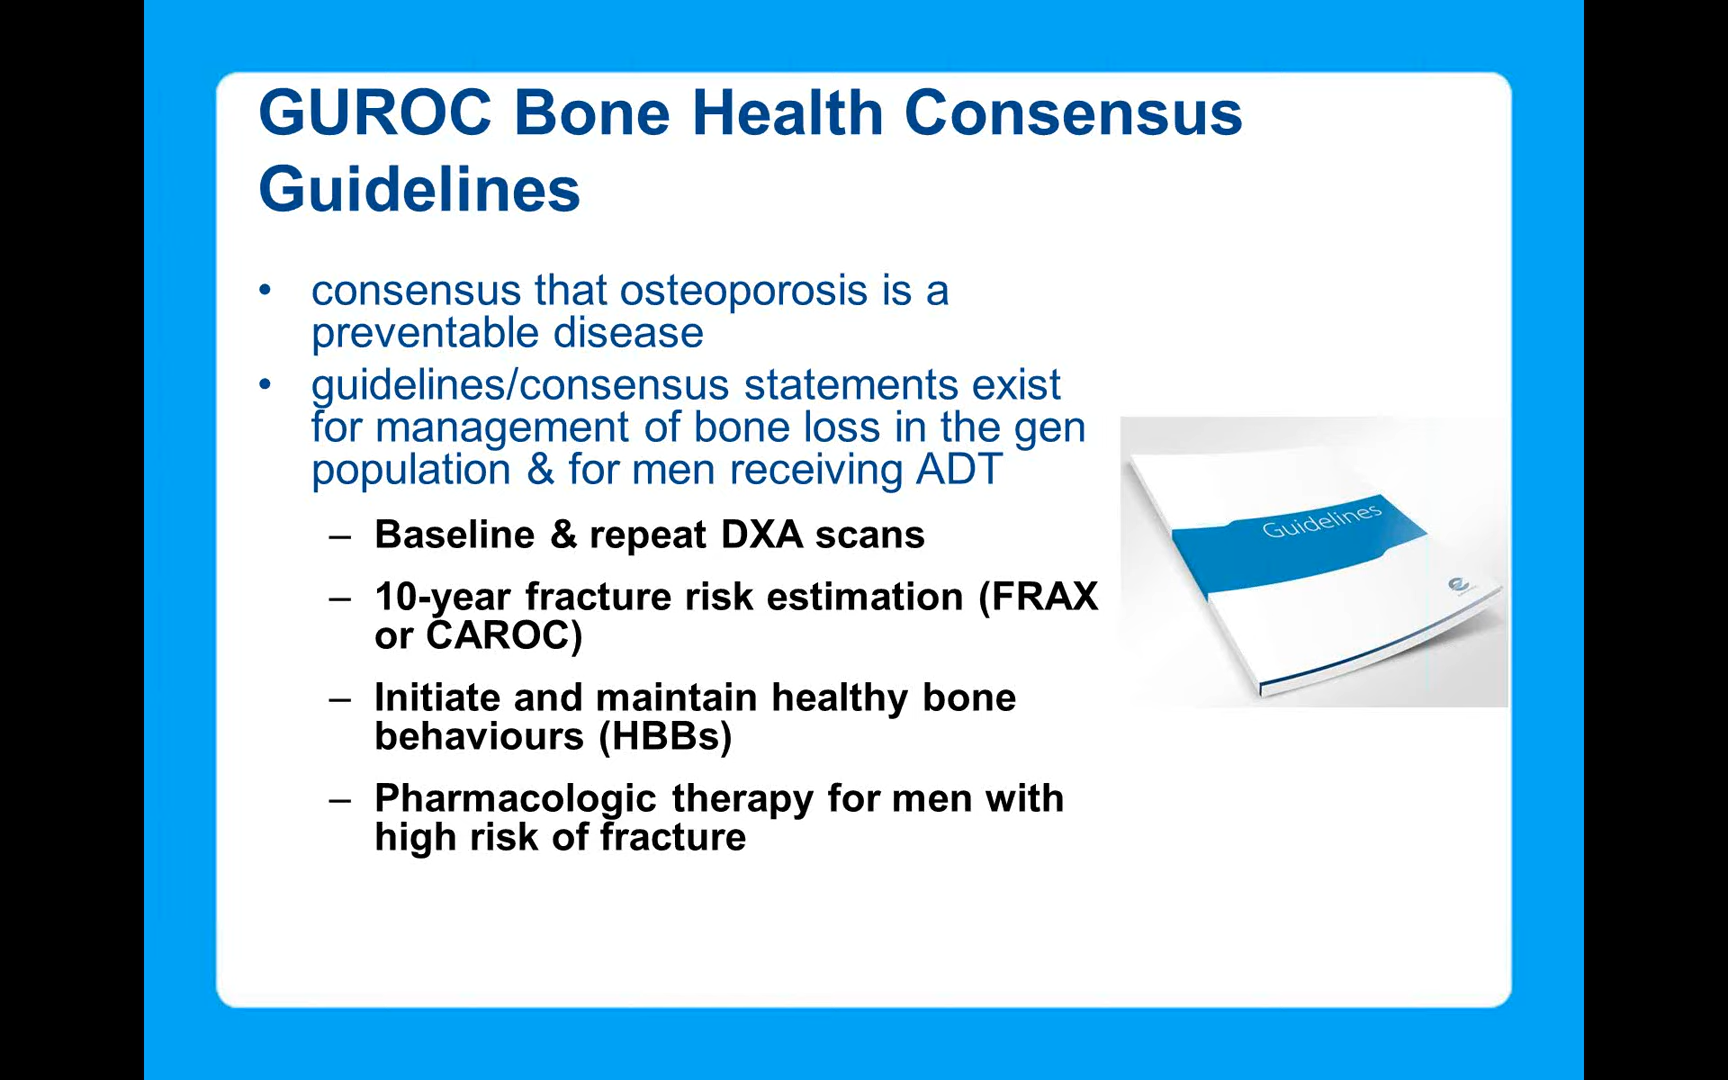 GUROC Bone Health Consensus
Guidelines
• consensus that osteoporosis is a
preventable disease
• guidelines/consensus statements exist
for management of bone loss in the gen
population & for men receiving ADT
– Baseline & repeat DXA scans
– 10-year fracture risk estimation (FRAX
or CAROC)
– Initiate and maintain healthy bone
behaviours (HBBs)
– Pharmacologic therapy for men with
high risk of fracture
Guidelines